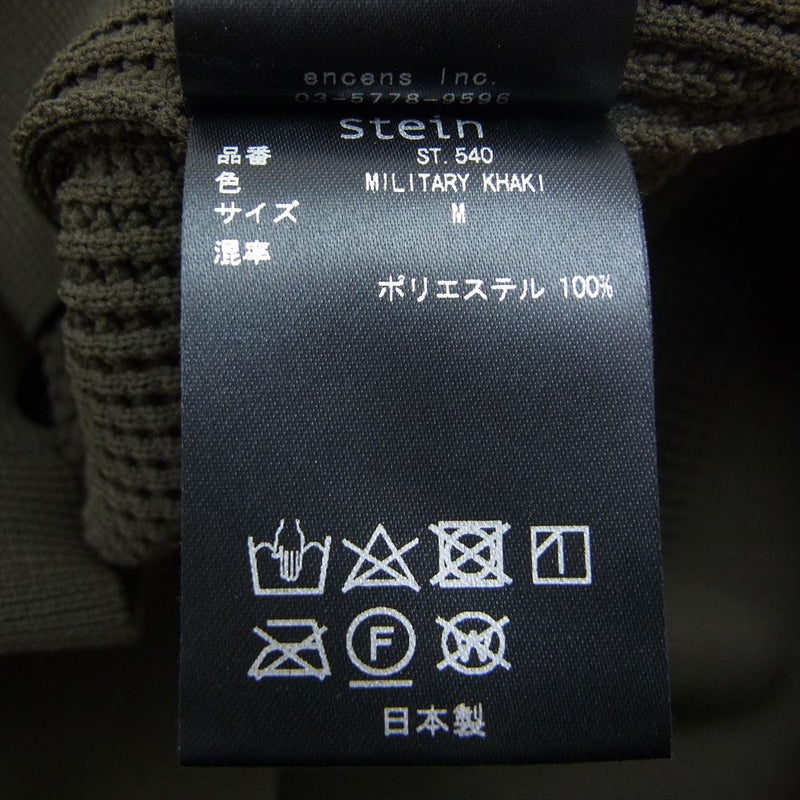 encens Inc.
03-5778-9596
stein
品番 ST.540
色 MILITARY KHAKI
サイズ M
混率
ポリエステル 100%
F
W
日本製